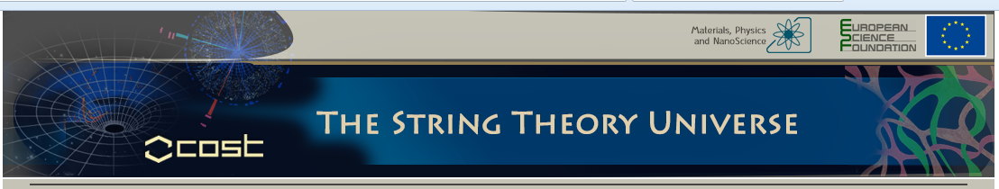 Materials, Physics
and NanoScience
EUROPEAN
SCIENCE
FOUNDATION
THE STRING THEORY UNIVERSE
cost